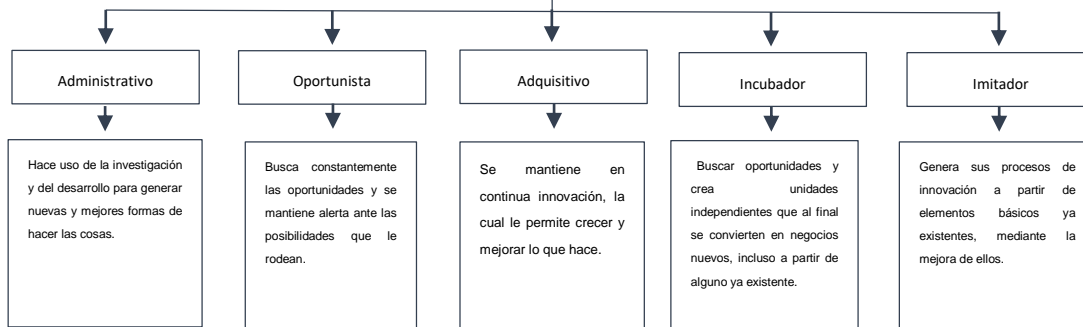 Administrativo
Oportunista
Adquisitivo
Incubador
Imitador
Hace uso de la investigación
y del desarrollo para generar
nuevas y mejores formas de
hacer las cosas.
Busca constantemente
las oportunidades y se
mantiene alerta ante las
posibilidades que le
rodean.
Se mantiene en
continua innovación, la
cual le permite crecer y
mejorar lo que hace.
Buscar oportunidades y
crea unidades
independientes que al final
se convierten en negocios
nuevos, incluso a partir de
alguno ya existente.
Genera sus procesos de
innovación a partir de
elementos básicos ya
existentes, mediante la
mejora de ellos.